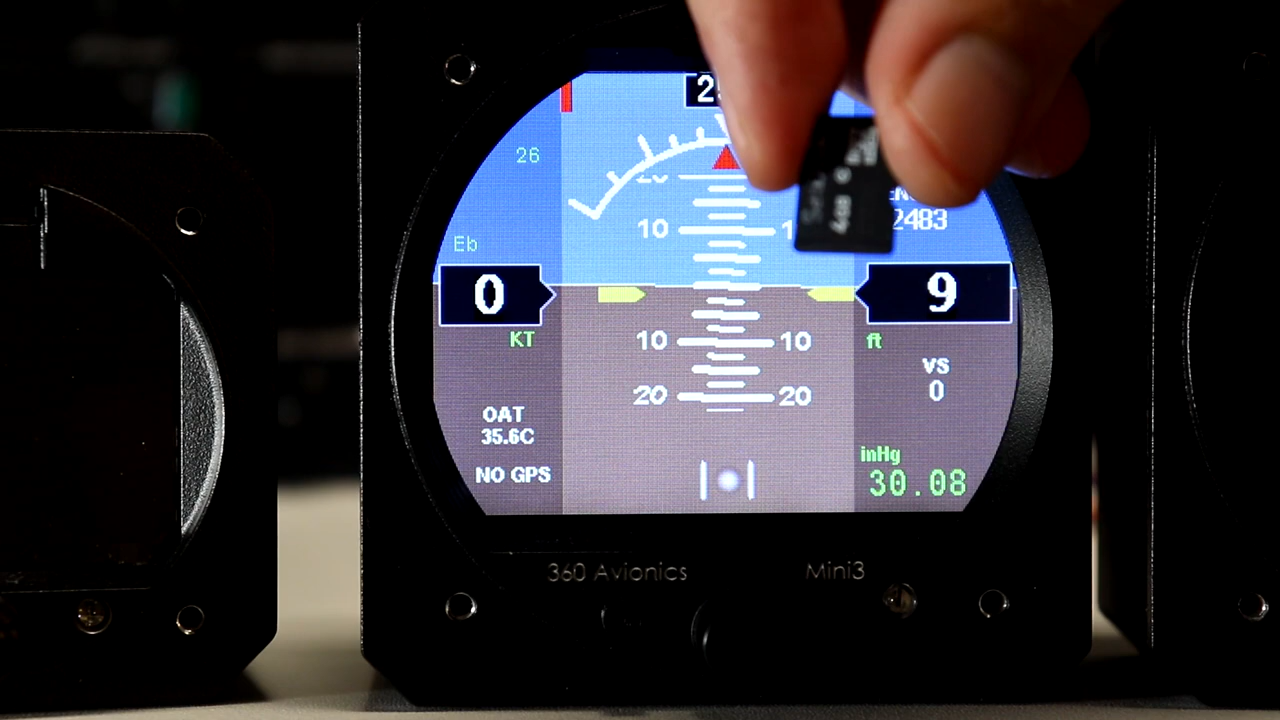 26
10
2483
Eb
0
9
KT
10
10
ft
VS
0
20
20
OAT
35.6C
NO GPS
inHg
30.08
360 Avionics
Mini3